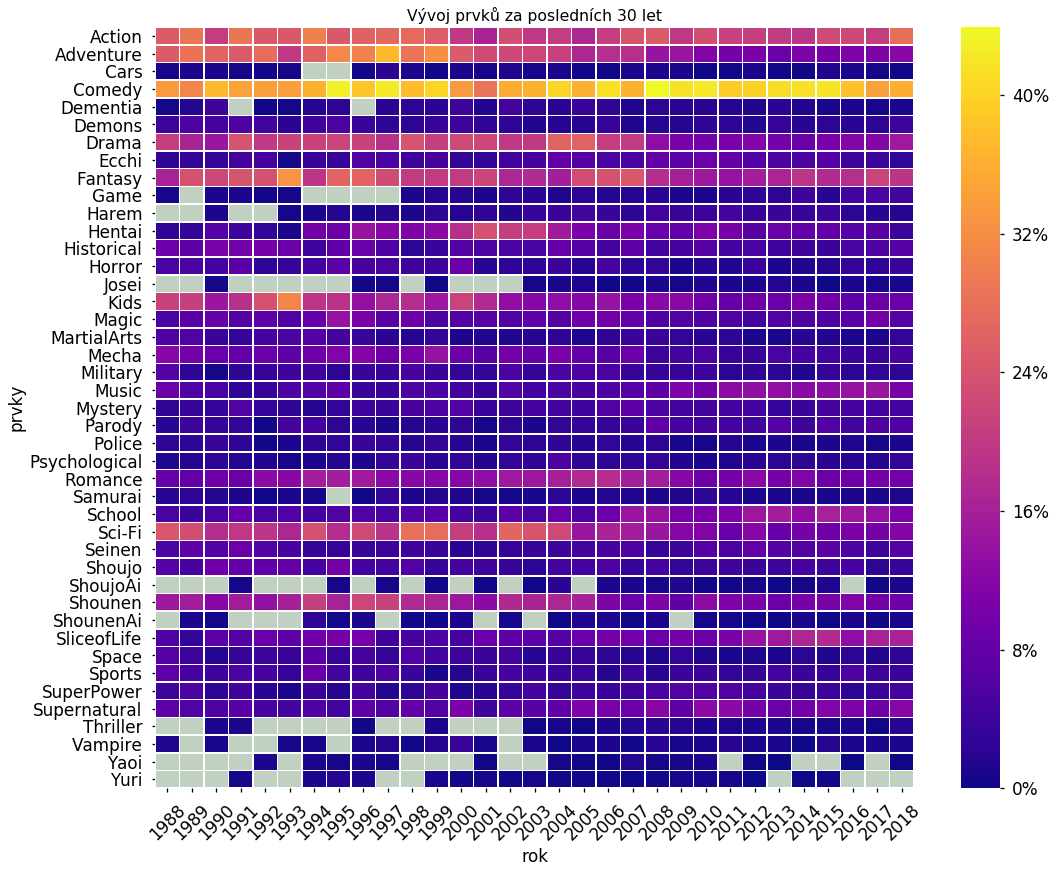 Vývoj prvků za posledních 30 let
prvky
Action
Adventure
Cars
Comedy
Dementia
Demons
Drama
Ecchi
Fantasy
Game
Harem
Hentai
Historical
Horror
Josei
Kids
Magic
MartialArts
Mecha
Military
Music
Mystery
Parody
Police
Psychological
Romance
Samurai
School
Sci-Fi
Seinen
Shoujo
ShoujoAi
Shounen
ShounenAi
SliceofLife
Space
Sports
SuperPower
Supernatural
Thriller
Vampire
Yaoi
Yuri
1988 1989 1990 1991 1992 1993 1994 1995 1996 1997 1998 1999 2000 2001 2002 2003 2004 2005 2006 2007 2008 2009 2010 2011 2012 2013 2014 2015 2016 2017 2018
rok
40%
32%
24%
16%
8%
0%